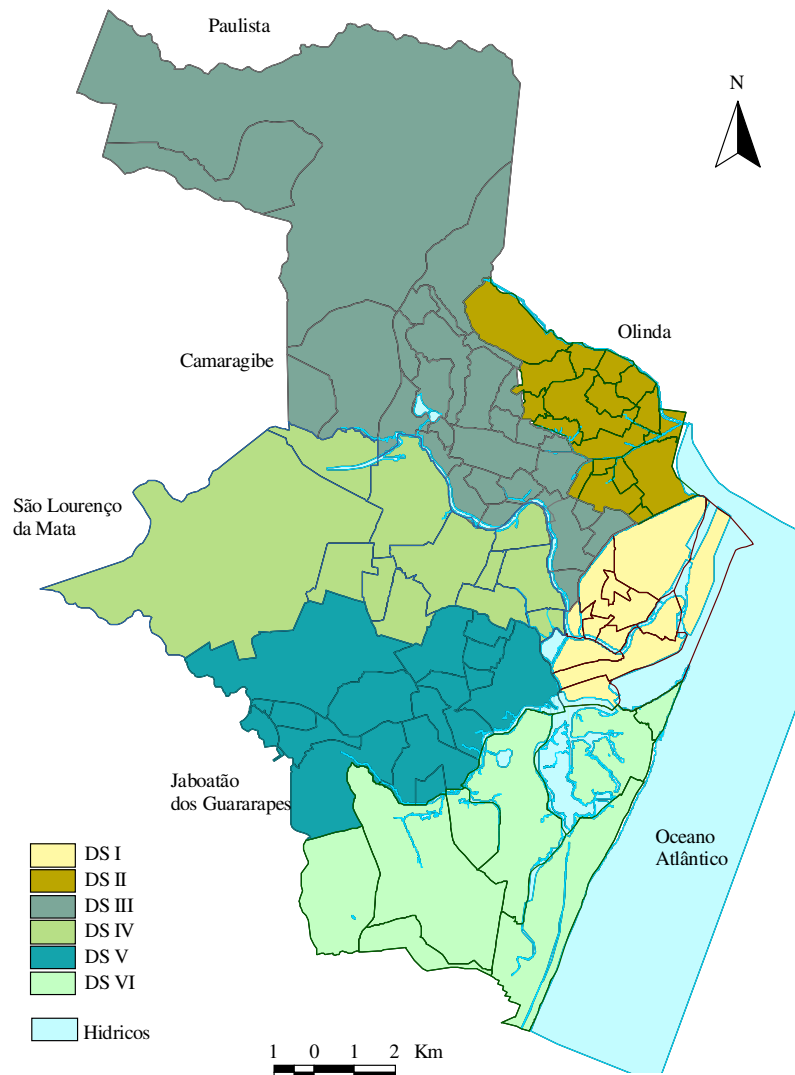 Paulista
N
Olinda
Camaragibe
São Lourenço
da Mata
Jaboatão
dos Guararapes
Oceano
Atlântico
DS I
DS II
DS III
DS IV
DS V
DS VI
Hidricos
1 0 1 2 Km